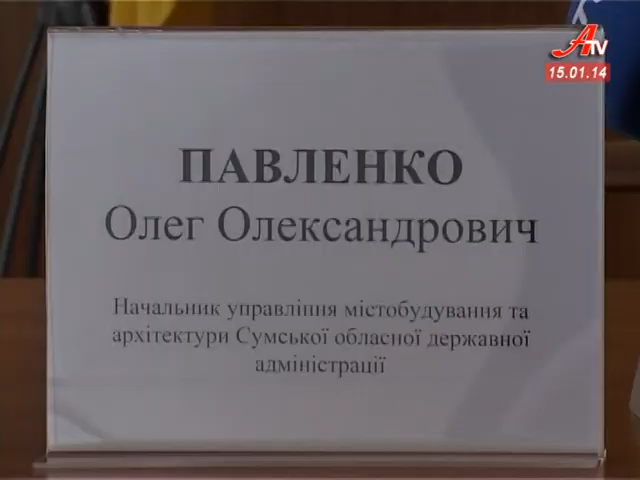 ATV
15.01.14
ПАВЛЕНКО
Олег Олександрович
Начальник управління містобудування та
архітектури Сумської обласної державної
адміністрації